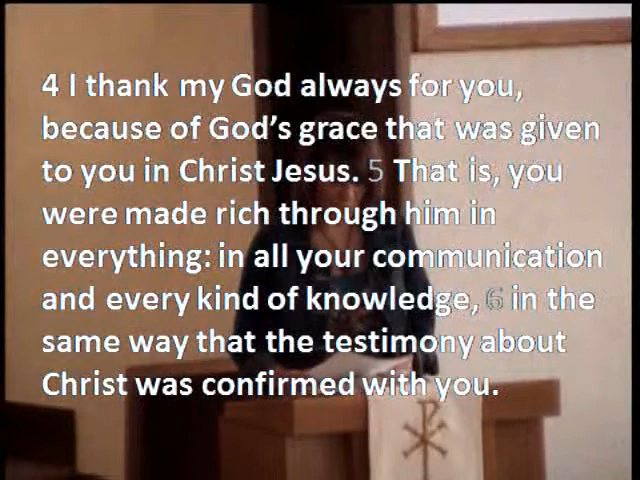 4 I thank my God always for you,
because of God's grace that was given
to you in Christ Jesus. 5 That is, you
were made rich through him in
everything: in all your communication
and every kind of knowledge, 6 in the
same way that the testimony about
Christ was confirmed with you.